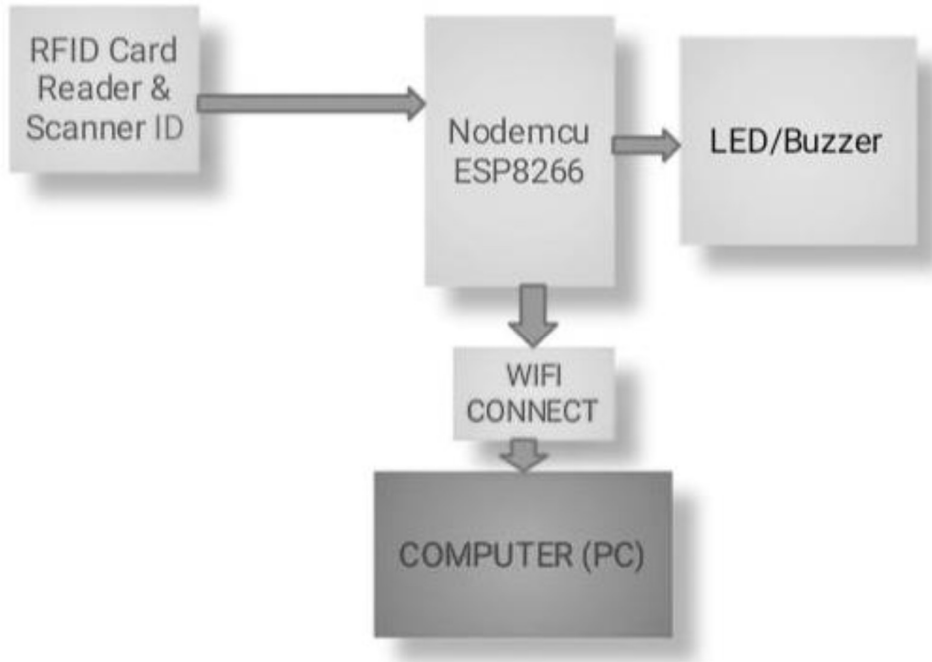 RFID Card
Reader &
Scanner ID
Nodemcu
ESP8266
LED/Buzzer
WIFI
CONNECT
COMPUTER (PC)